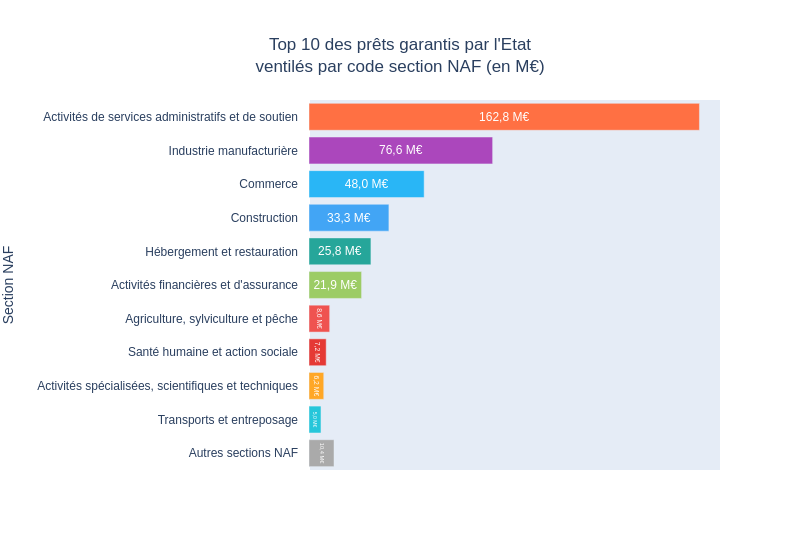 Top 10 des prêts garantis par l'Etat
ventilés par code section NAF (en M€)
Section NAF
Activités de services administratifs et de soutien 162,8 M€
Industrie manufacturière 76,6 M€
Commerce 48,0 M€
Construction 33,3 M€
Hébergement et restauration 25,8 M€
Activités financières et d'assurance 21,9 M€
Agriculture, sylviculture et pêche 8,6 M€
Santé humaine et action sociale 7,2 M€
Activités spécialisées, scientifiques et techniques 6,2 M€
Transports et entreposage 5,0 M€
Autres sections NAF M€